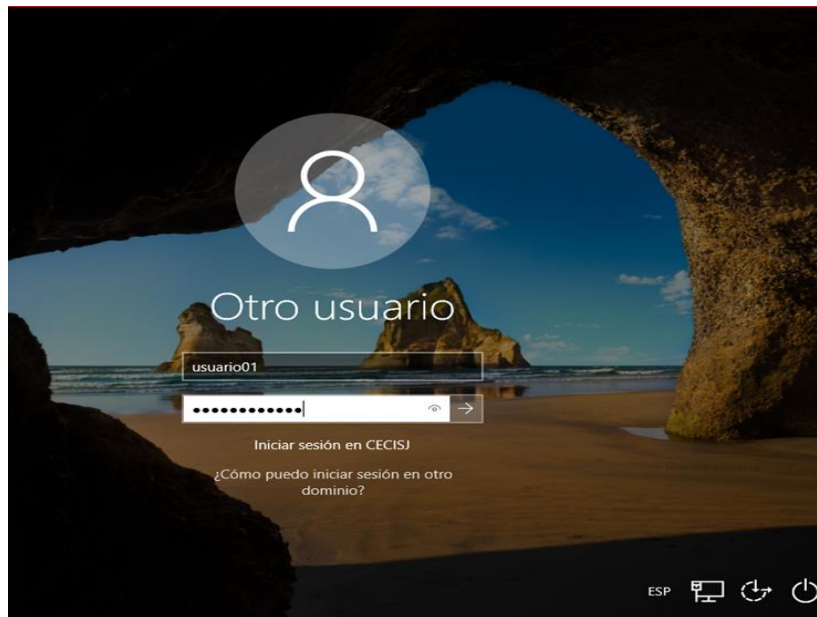 Otro usuario
usuario01
Iniciar sesión en CECISJ
¿Cómo puedo iniciar sesión en otro
dominio?
ESP